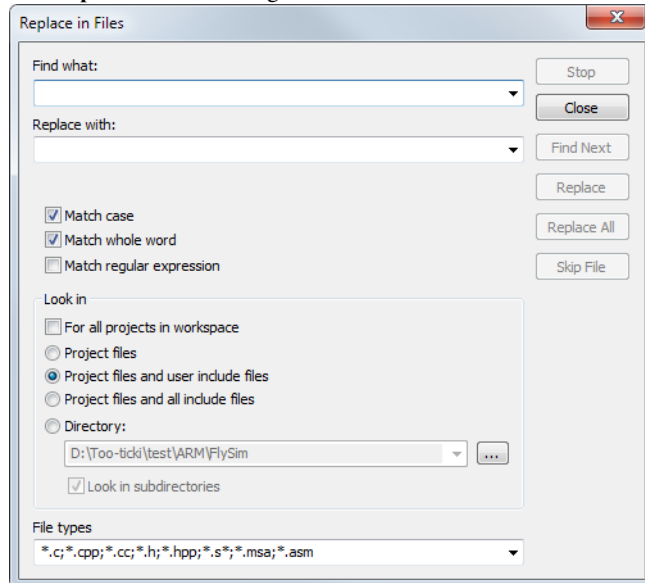 Replace in Files
Find what:
Stop
Close
Replace with:
Find Next
Replace
Match case
Replace All
Match whole word
Match regular expression
Skip File
Look in
For all projects in workspace
Project files
Project files and user include files
Project files and all include files
Directory:
D:\Too-ticki\test\ARM\FlySim
...
Look in subdirectories
File types
*.c;*.cpp;*.cc;*.h;*.hpp;*.s*;*.msa;*.asm